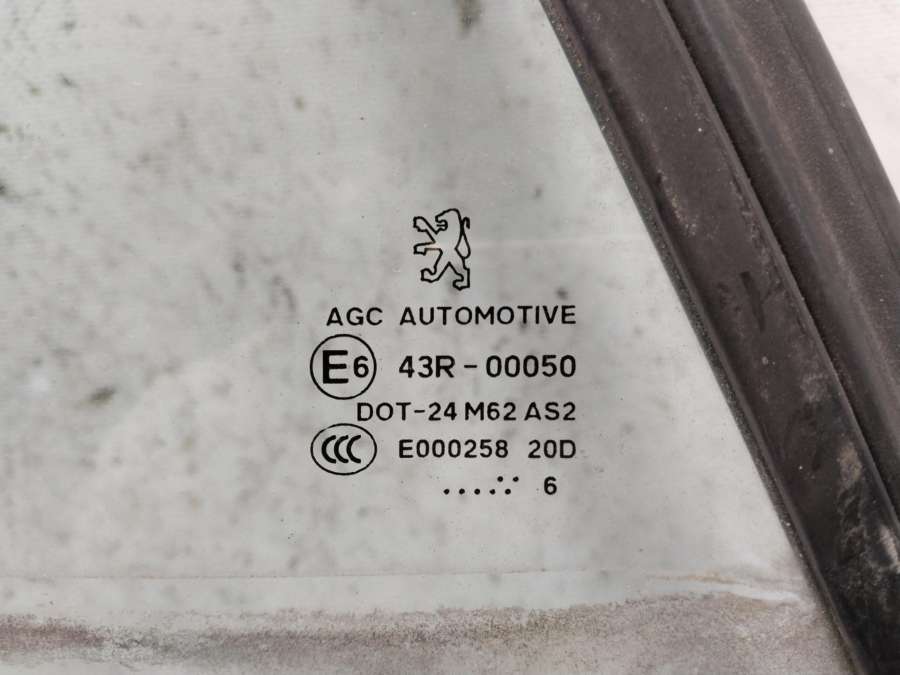 AGC AUTOMOTIVE
E6 43R-00050
DOT-24 M62 AS2
CCC E000258 20D
6